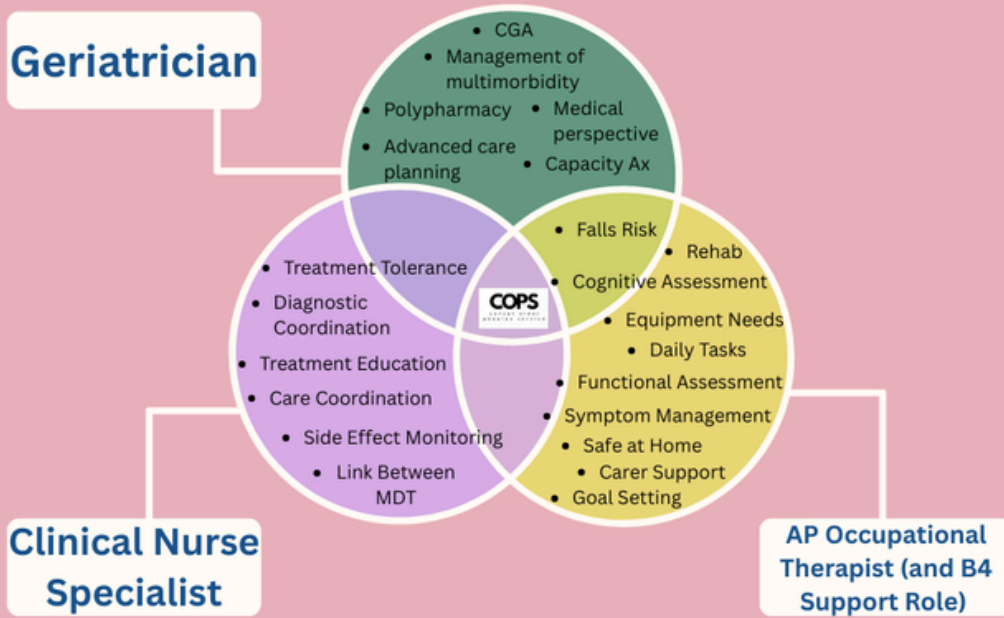 Geriatrician
• CGA
• Management of
multimorbidity
• Polypharmacy
• Medical
perspective
• Advanced care
planning
• Capacity Ax
• Falls Risk
• Rehab
• Cognitive Assessment
• Equipment Needs
• Daily Tasks
• Functional Assessment
• Symptom Management
• Safe at Home
• Carer Support
• Goal Setting
COPS
• Treatment Tolerance
• Diagnostic
Coordination
• Treatment Education
• Care Coordination
• Side Effect Monitoring
• Link Between
MDT
Clinical Nurse
Specialist
AP Occupational
Therapist (and B4
Support Role)